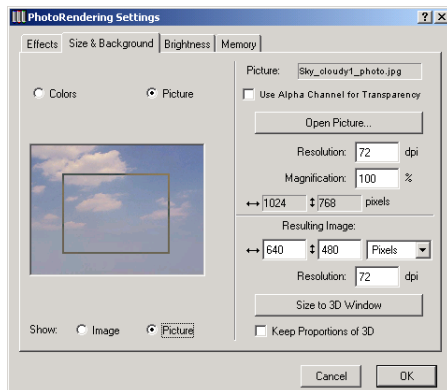 PhotoRendering Settings
Effects Size & Background Brightness Memory
Colors Picture
Picture: Sky_cloudy1_photo.jpg
Use Alpha Channel for Transparency
Open Picture...
Resolution: 72 dpi
Magnification: 100 %
1024 768 pixels
Resulting Image:
640 480 Pixels
Resolution: 72 dpi
Size to 3D Window
Show: Image Picture
Keep Proportions of 3D
Cancel OK